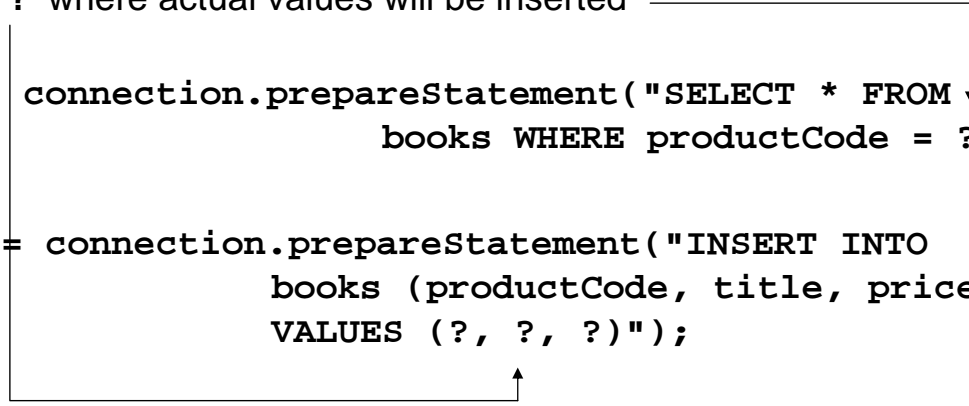 ? where actual values will be inserted
connection.prepareStatement("SELECT * FROM
books WHERE productCode = ?
= connection.prepareStatement("INSERT INTO
books (productCode, title, price
VALUES (?, ?, ?)");